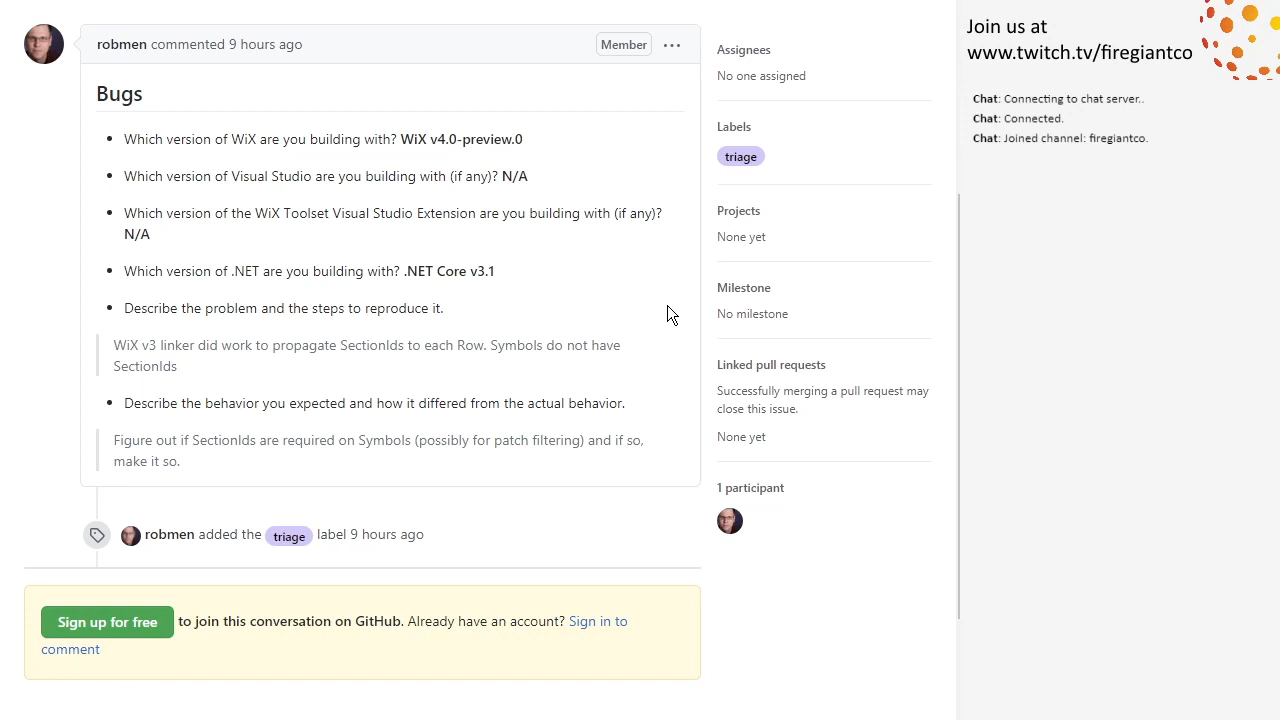 robmen commented 9 hours ago
Member
Bugs
Which version of WiX are you building with? WiX v4.0-preview.0
Which version of Visual Studio are you building with (if any)? N/A
Which version of the WiX Toolset Visual Studio Extension are you building with (if any)?
N/A
Which version of .NET are you building with? .NET Core v3.1
Describe the problem and the steps to reproduce it.
WiX v3 linker did work to propagate SectionIds to each Row. Symbols do not have
SectionIds
Describe the behavior you expected and how it differed from the actual behavior.
Figure out if SectionIds are required on Symbols (possibly for patch filtering) and if so,
make it so.
robmen added the triage label 9 hours ago
Sign up for free to join this conversation on GitHub. Already have an account? Sign in to
comment
Assignees
No one assigned
Labels
triage
Projects
None yet
Milestone
No milestone
Linked pull requests
Successfully merging a pull request may
close this issue.
None yet
1 participant
Join us at
www.twitch.tv/firegiantco
Chat: Connecting to chat server..
Chat: Connected.
Chat: Joined channel: firegiantco.